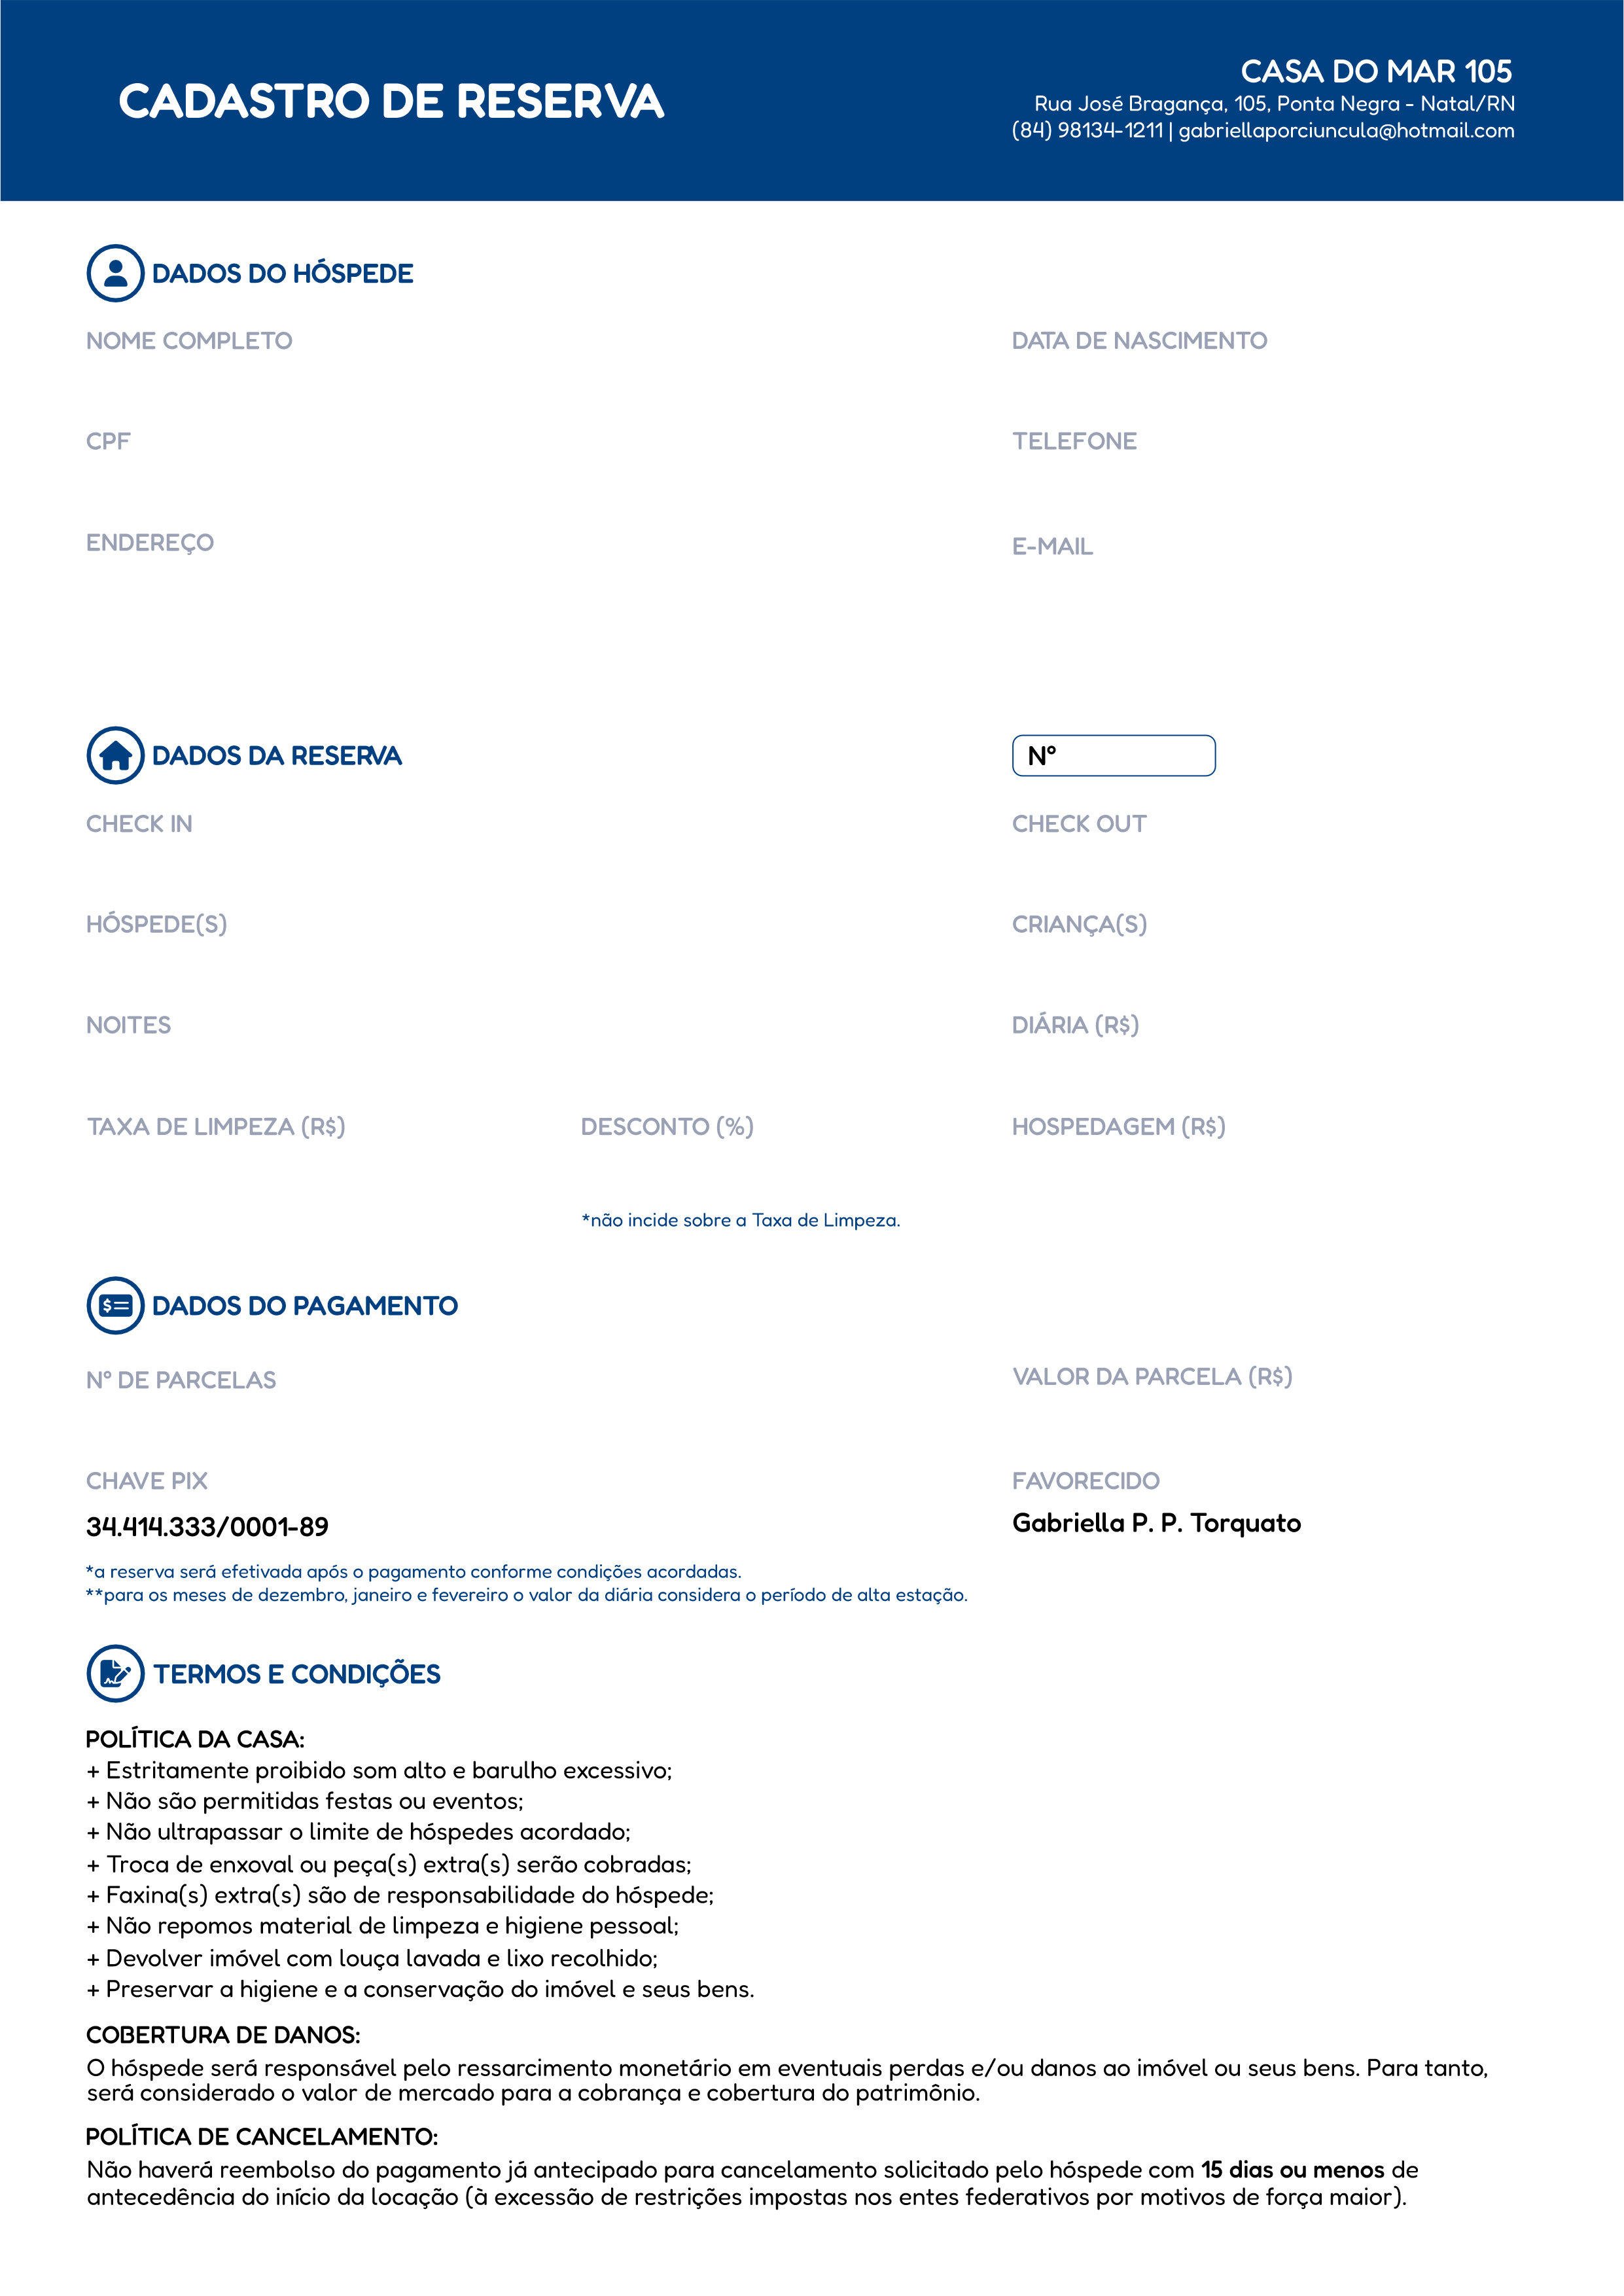 CADASTRO DE RESERVA
CASA DO MAR 105
Rua José Bragança, 105, Ponta Negra - Natal/RN
(84) 98134-1211 | gabriellaporciuncula@hotmail.com
DADOS DO HÓSPEDE
NOME COMPLETO
DATA DE NASCIMENTO
CPF
TELEFONE
ENDEREÇO
E-MAIL
DADOS DA RESERVA
Nº
CHECK IN
CHECK OUT
HÓSPEDE(S)
CRIANÇA(S)
NOITES
DIÁRIA (R$)
TAXA DE LIMPEZA (R$)
DESCONTO (%)
HOSPEDAGEM (R$)
*não incide sobre a Taxa de Limpeza.
DADOS DO PAGAMENTO
Nº DE PARCELAS
VALOR DA PARCELA (R$)
CHAVE PIX
FAVORECIDO
34.414.333/0001-89
Gabriella P. P. Torquato
*a reserva será efetivada após o pagamento conforme condições acordadas.
**para os meses de dezembro, janeiro e fevereiro o valor da diária considera o período de alta estação.
TERMOS E CONDIÇÕES
POLÍTICA DA CASA:
+ Estritamente proibido som alto e barulho excessivo;
+ Não são permitidas festas ou eventos;
+ Não ultrapassar o limite de hóspedes acordado;
+ Troca de enxoval ou peça(s) extra(s) serão cobradas;
+ Faxina(s) extra(s) são de responsabilidade do hóspede;
+ Não repomos material de limpeza e higiene pessoal;
+ Devolver imóvel com louça lavada e lixo recolhido;
+ Preservar a higiene e a conservação do imóvel e seus bens.
COBERTURA DE DANOS:
O hóspede será responsável pelo ressarcimento monetário em eventuais perdas e/ou danos ao imóvel ou seus bens. Para tanto,
será considerado o valor de mercado para a cobrança e cobertura do patrimônio.
POLÍTICA DE CANCELAMENTO:
Não haverá reembolso do pagamento já antecipado para cancelamento solicitado pelo hóspede com 15 dias ou menos de
antecedência do início da locação (à excessão de restrições impostas nos entes federativos por motivos de força maior).